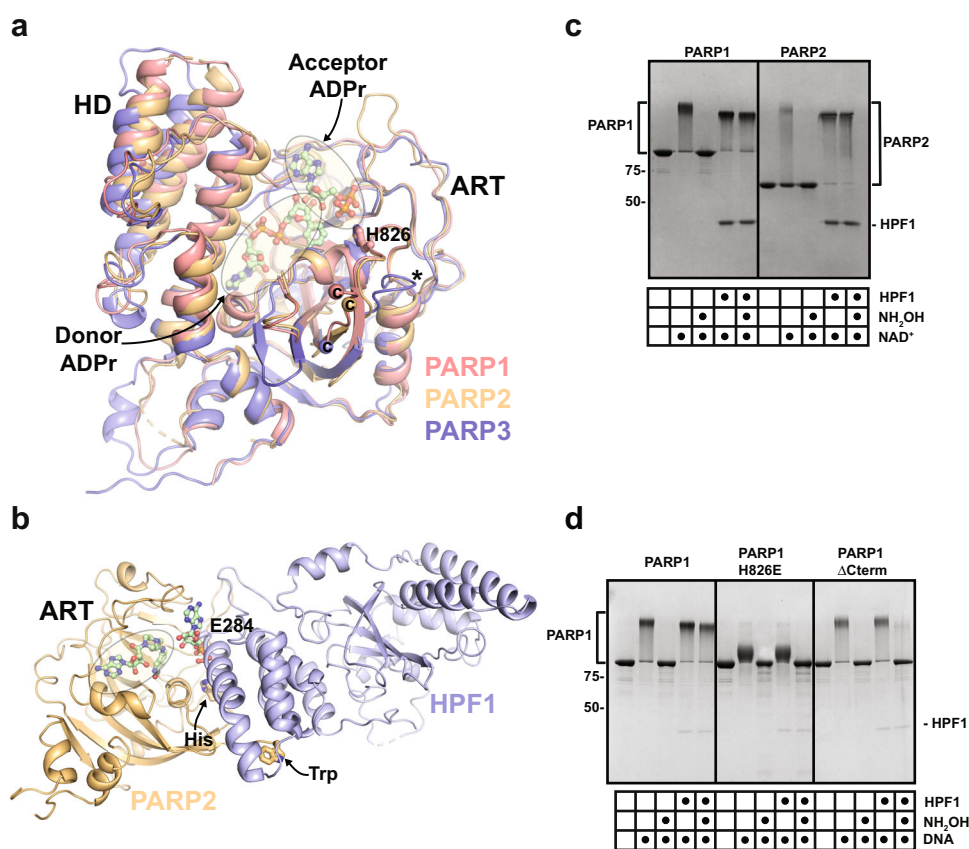 a
Acceptor
ADPr
HD
ART
H826
*
c
c
c
Donor
ADPr
PARP1
PARP2
PARP3
b
ART
E284
HPF1
His
Trp
PARP2
c
PARP1 PARP2
PARP1
75-
50-
PARP2
- HPF1
HPF1
NH2OH
NAD+
d
PARP1
PARP1
H826E
PARP1
ΔCterm
PARP1
75-
50-
- HPF1
HPF1
NH2OH
DNA